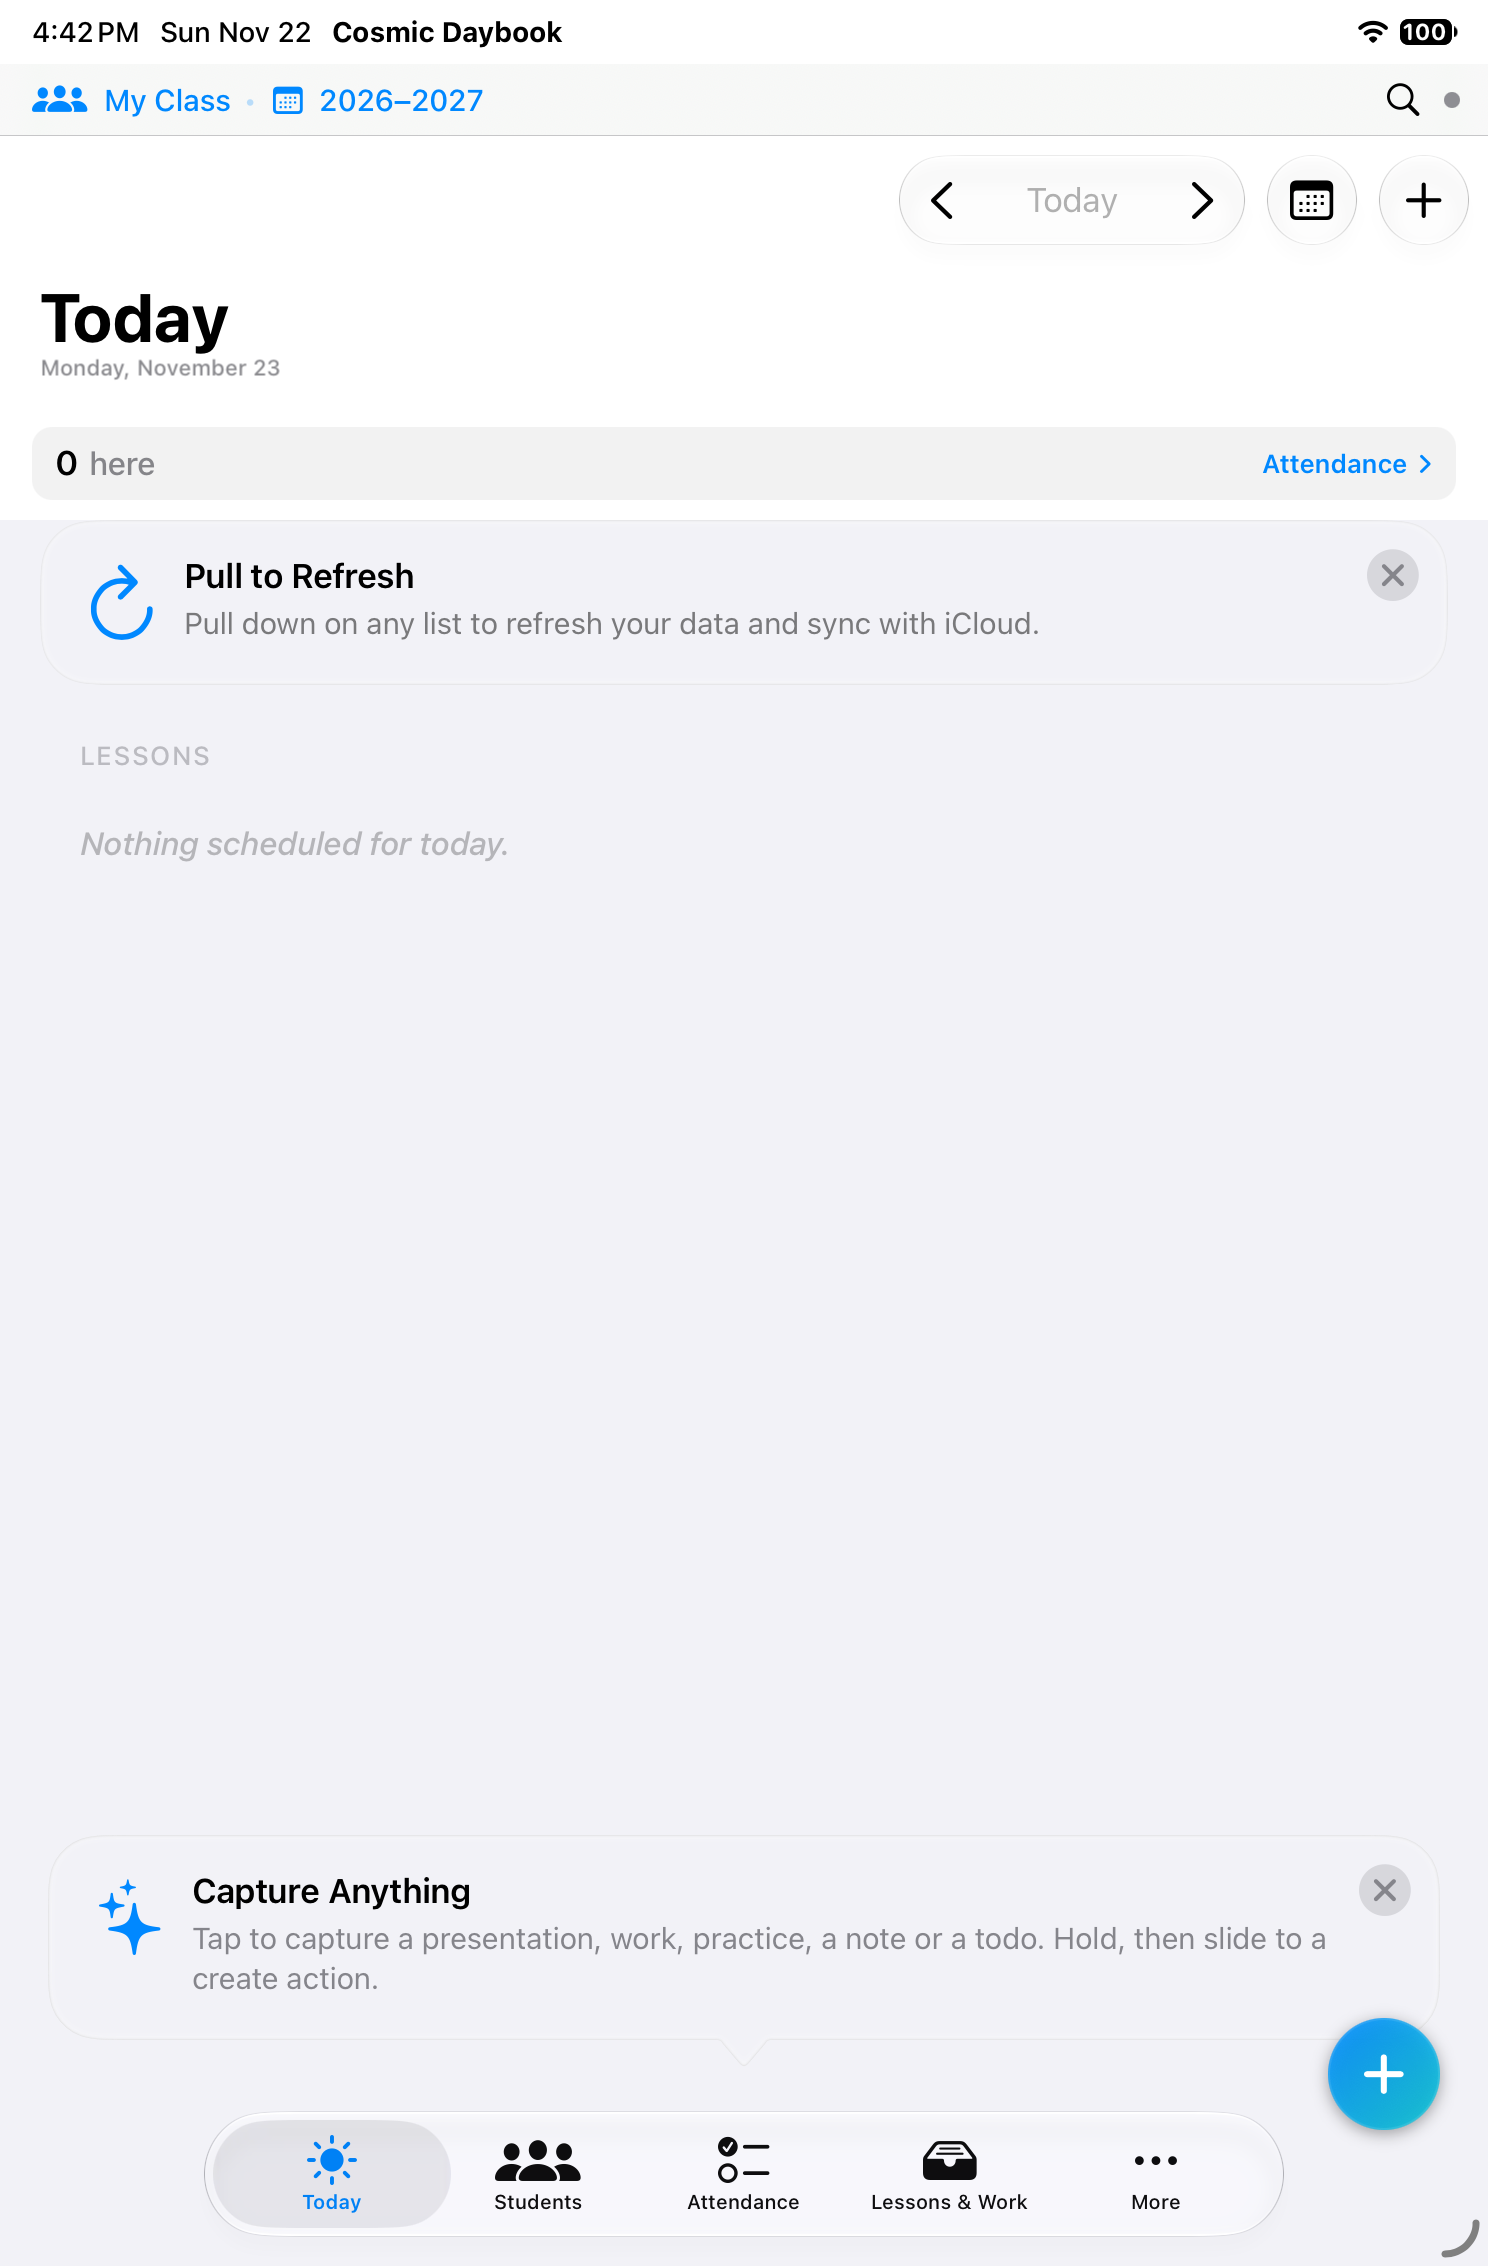 4:42 PM Sun Nov 22 Cosmic Daybook 100
My Class • 2026–2027
Today
Today
Monday, November 23
0 here Attendance
Pull to Refresh
Pull down on any list to refresh your data and sync with iCloud.
LESSONS
Nothing scheduled for today.
Capture Anything
Tap to capture a presentation, work, practice, a note or a todo. Hold, then slide to a
create action.
Today Students Attendance Lessons & Work More